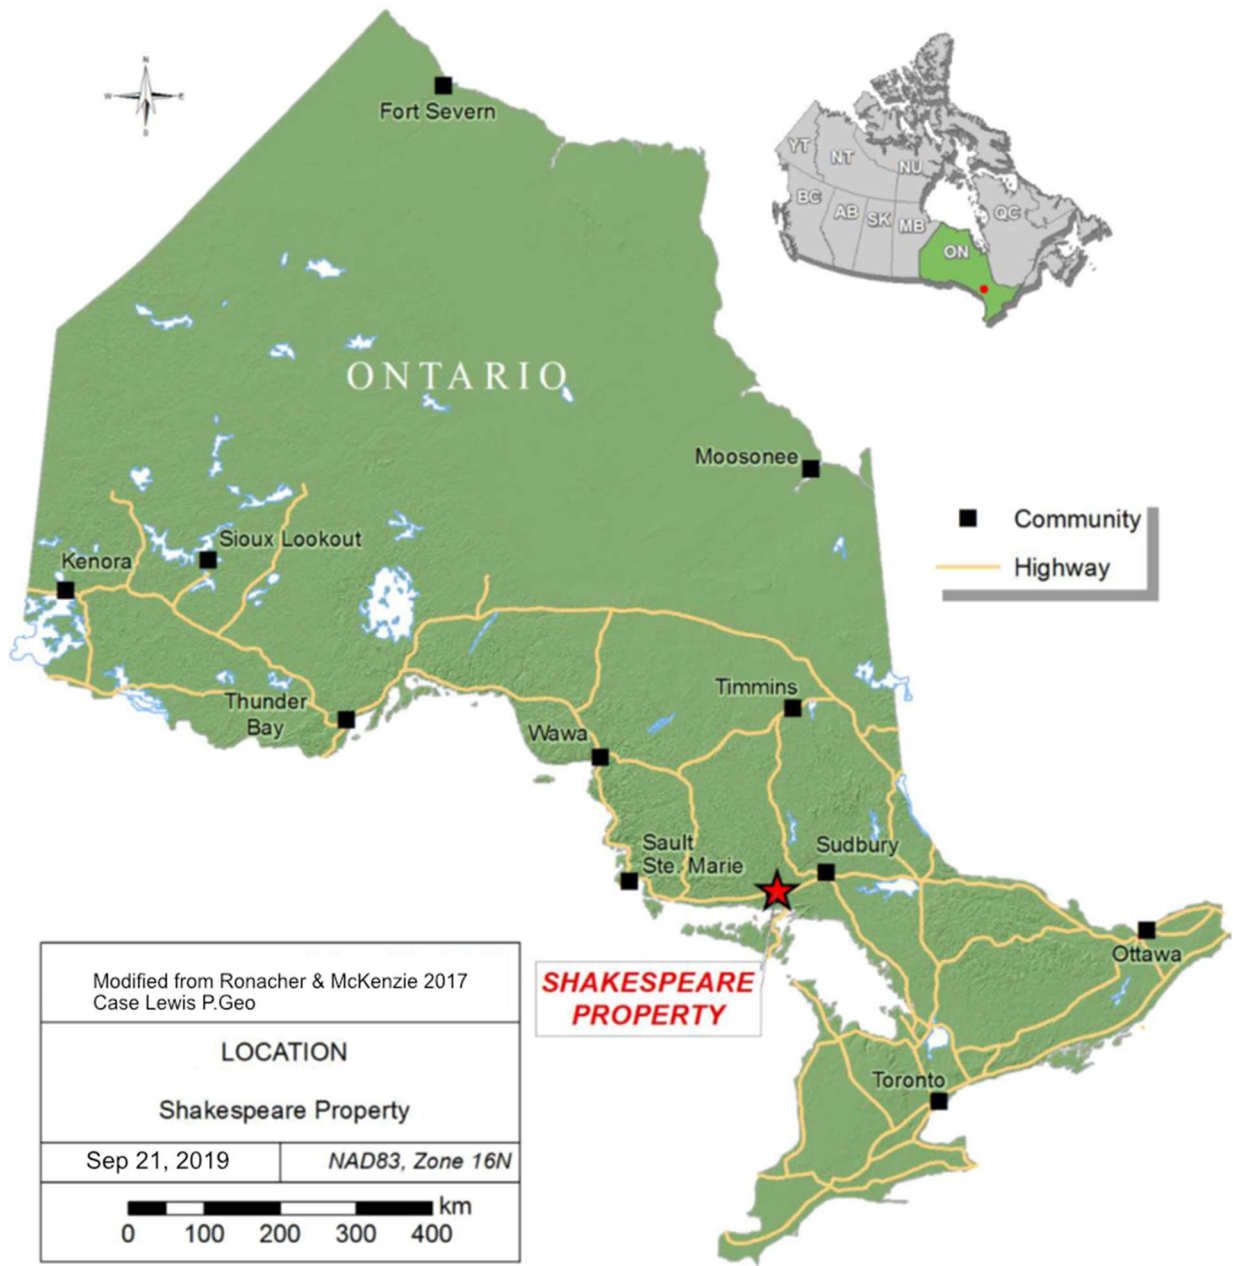 N
W
E
S
Fort Severn
YT
NT
NU
BC
AB
SK
MB
QC
ON
ONTARIO
Moosonee
Community
Highway
Sioux Lookout
Kenora
Thunder
Bay
Timmins
Wawa
Sault
Ste. Marie
Sudbury
Ottawa
SHAKESPEARE
PROPERTY
Toronto
Modified from Ronacher & McKenzie 2017
Case Lewis P.Geo
LOCATION
Shakespeare Property
Sep 21, 2019
NAD83, Zone 16N
km
0 100 200 300 400